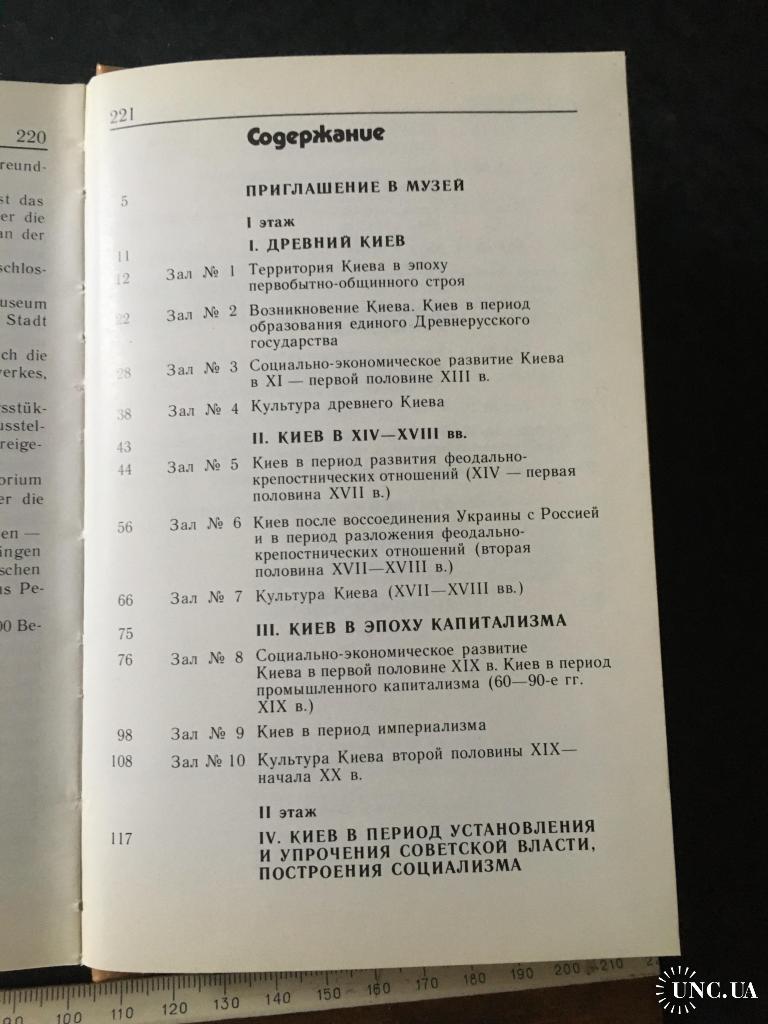 220
reund-
st das
er die
an der
schlos-
useum
Stadt
ch die
verkes,
sstük-
usstel-
reige-
orium
er die
en —
ängen
schen
us Pe-
00 Be-
221
Содержание
5 ПРИГЛАШЕНИЕ В МУЗЕЙ
I этаж
11 I. ДРЕВНИЙ КИЕВ
12 Зал № 1 Территория Киева в эпоху
первобытно-общинного строя
22 Зал № 2 Возникновение Киева. Киев в период
образования единого Древнерусского
государства
28 Зал № 3 Социально-экономическое развитие Киева
в XI — первой половине XIII в.
38 Зал № 4 Культура древнего Киева
43 II. КИЕВ В XIV—XVIII вв.
44 Зал № 5 Киев в период развития феодально-
крепостнических отношений (XIV — первая
половина XVII в.)
56 Зал № 6 Киев после воссоединения Украины с Россией
и в период разложения феодально-
крепостнических отношений (вторая
половина XVII—XVIII в.)
66 Зал № 7 Культура Киева (XVII—XVIII вв.)
75 III. КИЕВ В ЭПОХУ КАПИТАЛИЗМА
76 Зал № 8 Социально-экономическое развитие
Киева в первой половине XIX в. Киев в период
промышленного капитализма (60—90-е гг.
XIX в.)
98 Зал № 9 Киев в период империализма
108 Зал № 10 Культура Киева второй половины XIX—
начала XX в.
II этаж
117 IV. КИЕВ В ПЕРИОД УСТАНОВЛЕНИЯ
И УПРОЧЕНИЯ СОВЕТСКОЙ ВЛАСТИ,
ПОСТРОЕНИЯ СОЦИАЛИЗМА
90 100 110 120 130 140 150 160 170 180 190 200 210
UNC.UA